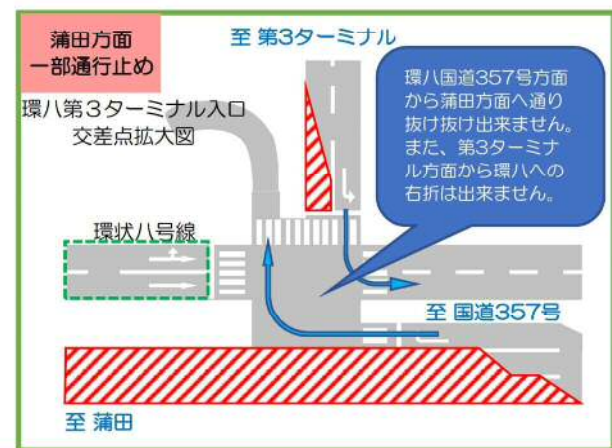 蒲田方面
一部通行止め
至 第3ターミナル
環八第3ターミナル入口
交差点拡大図
環八国道357号方面
から蒲田方面へ通り
抜け抜け出来ません。
また、第3ターミナ
ル方面から環八への
右折は出来ません。
環状八号線
至 国道357号
至 蒲田